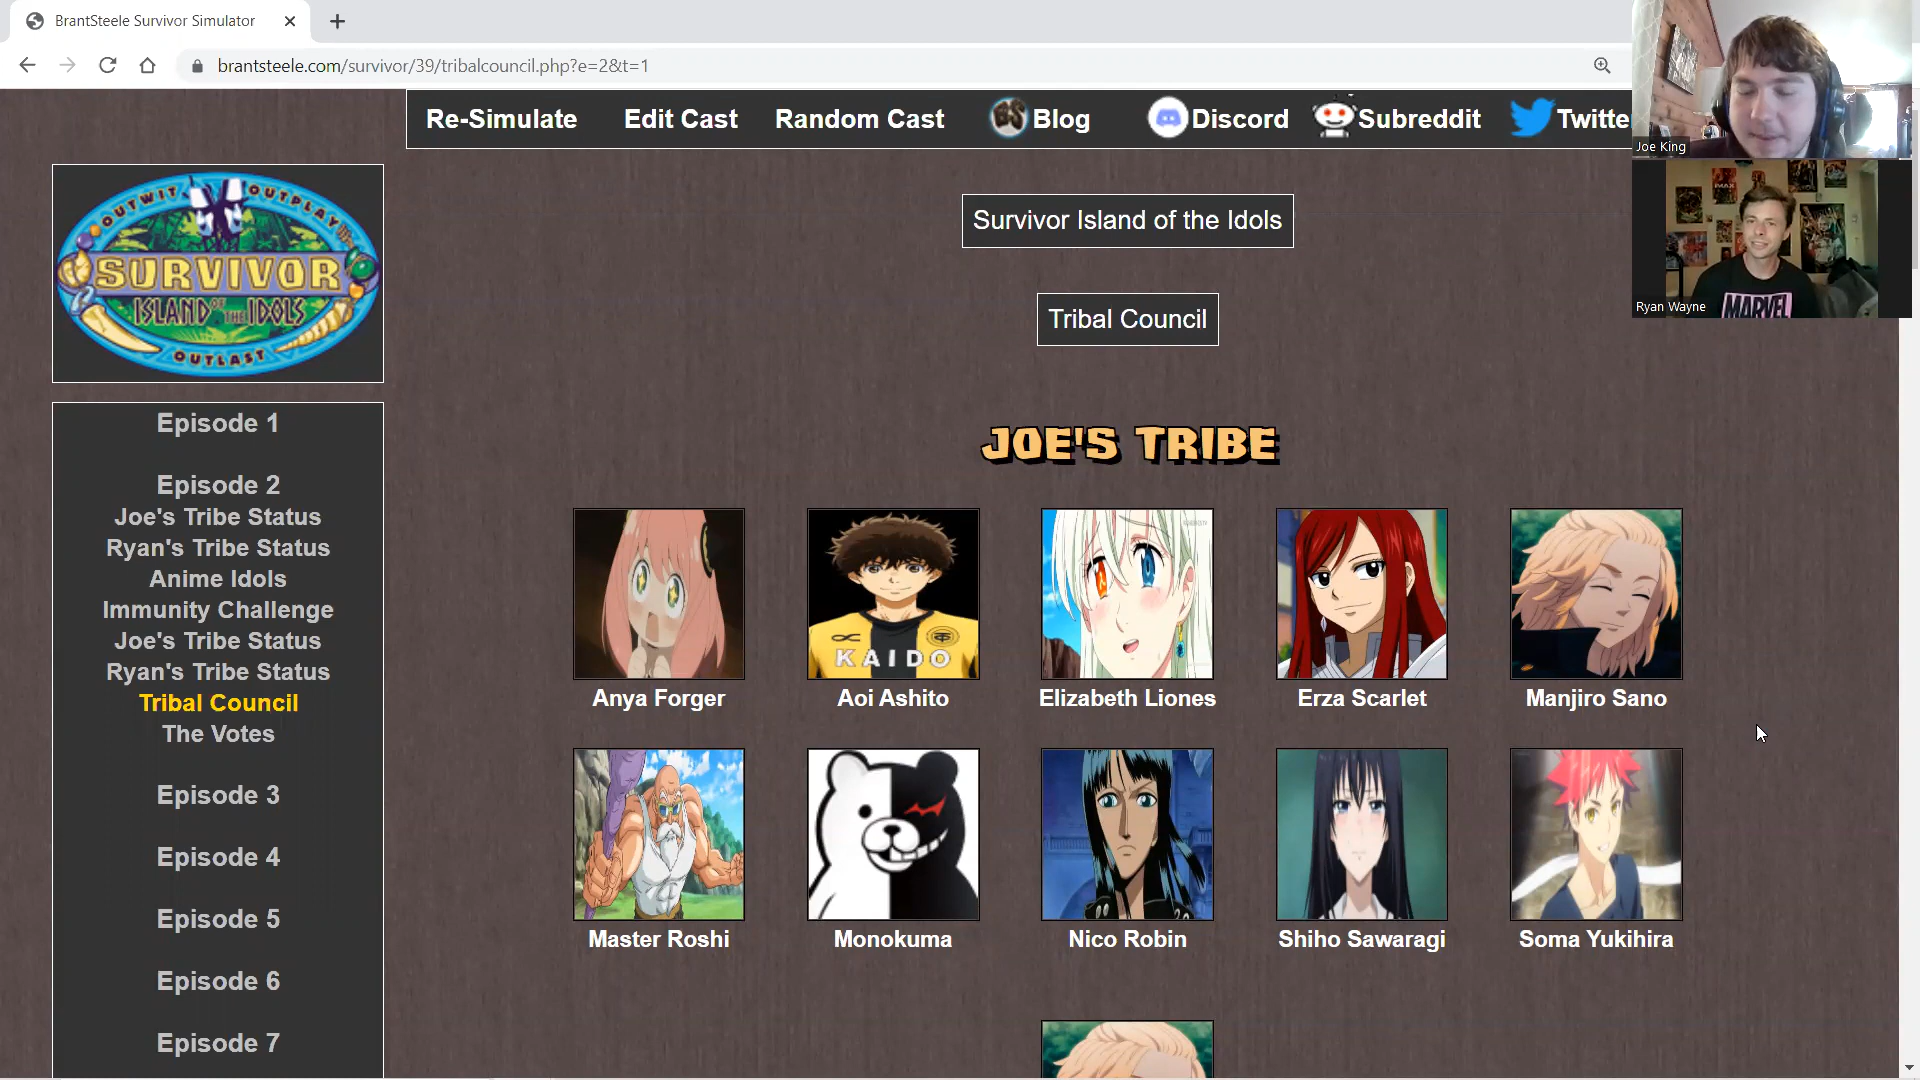 BrantSteele Survivor Simulator
brantsteele.com/survivor/39/tribalcouncil.php?e=2&t=1
Re-Simulate Edit Cast Random Cast Blog Discord Subreddit Twitte
Joe King
MARVEL
Ryan Wayne
OUTWIT OUTPLAY
SURVIVOR
ISLAND OF THE IDOLS
OUTLAST
Survivor Island of the Idols
Tribal Council
Episode 1
Episode 2
Joe's Tribe Status
Ryan's Tribe Status
Anime Idols
Immunity Challenge
Joe's Tribe Status
Ryan's Tribe Status
Tribal Council
The Votes
Episode 3
Episode 4
Episode 5
Episode 6
Episode 7
JOE'S TRIBE
KAIDO
Anya Forger Aoi Ashito Elizabeth Liones Erza Scarlet Manjiro Sano
Master Roshi Monokuma Nico Robin Shiho Sawaragi Soma Yukihira